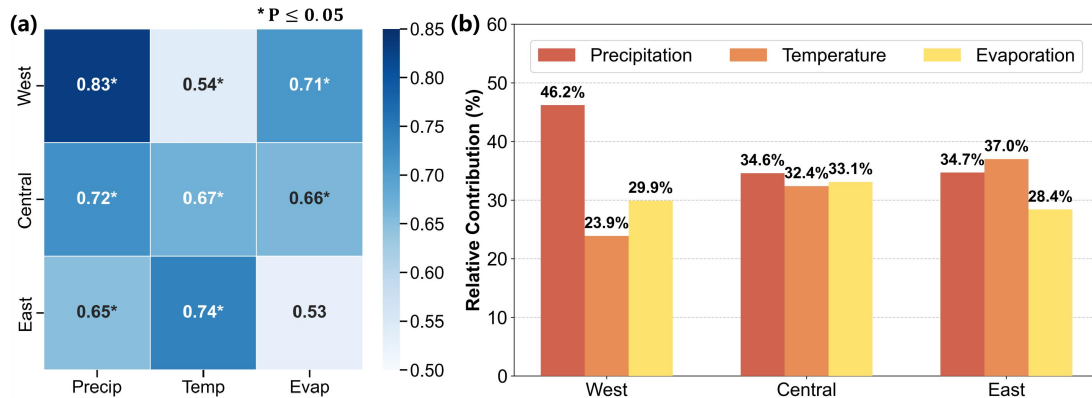 (a)
* P ≤ 0.05
West
Central
East
0.83*
0.54*
0.71*
0.72*
0.67*
0.66*
0.65*
0.74*
0.53
Precip
Temp
Evap
0.85
0.80
0.75
0.70
0.65
0.60
0.55
0.50
(b)
Relative Contribution (%)
60
50
40
30
20
10
0
Precipitation
Temperature
Evaporation
46.2%
23.9%
29.9%
34.6%
32.4%
33.1%
34.7%
37.0%
28.4%
West
Central
East